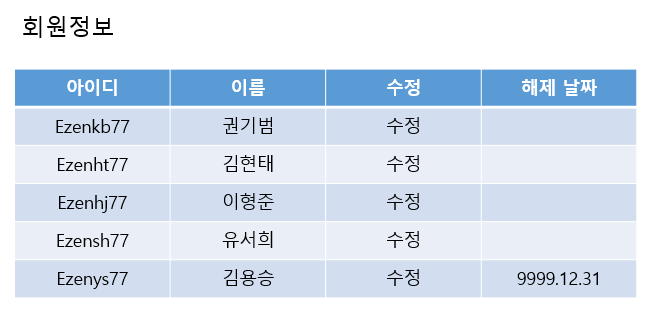 회원정보
아이디 이름 수정 해제 날짜
Ezenkb77 권기범 수정
Ezenht77 김현태 수정
Ezenhj77 이형준 수정
Ezensh77 유서희 수정
Ezenys77 김용승 수정 9999.12.31